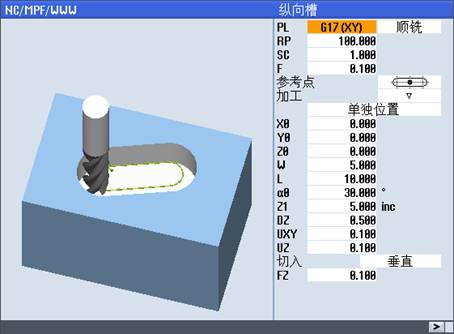 NC/MPF/WWW
纵向槽
PL G17(XY) 顺铣
RP 100.000
SC 1.000
F 0.100
参考点
加工 ▽
单独位置
X0 0.000
Y0 0.000
Z0 0.000
W 5.000
L 10.000
α0 30.000 °
Z1 5.000 inc
DZ 0.500
UXY 0.100
UZ 0.100
切入 垂直
FZ 0.100